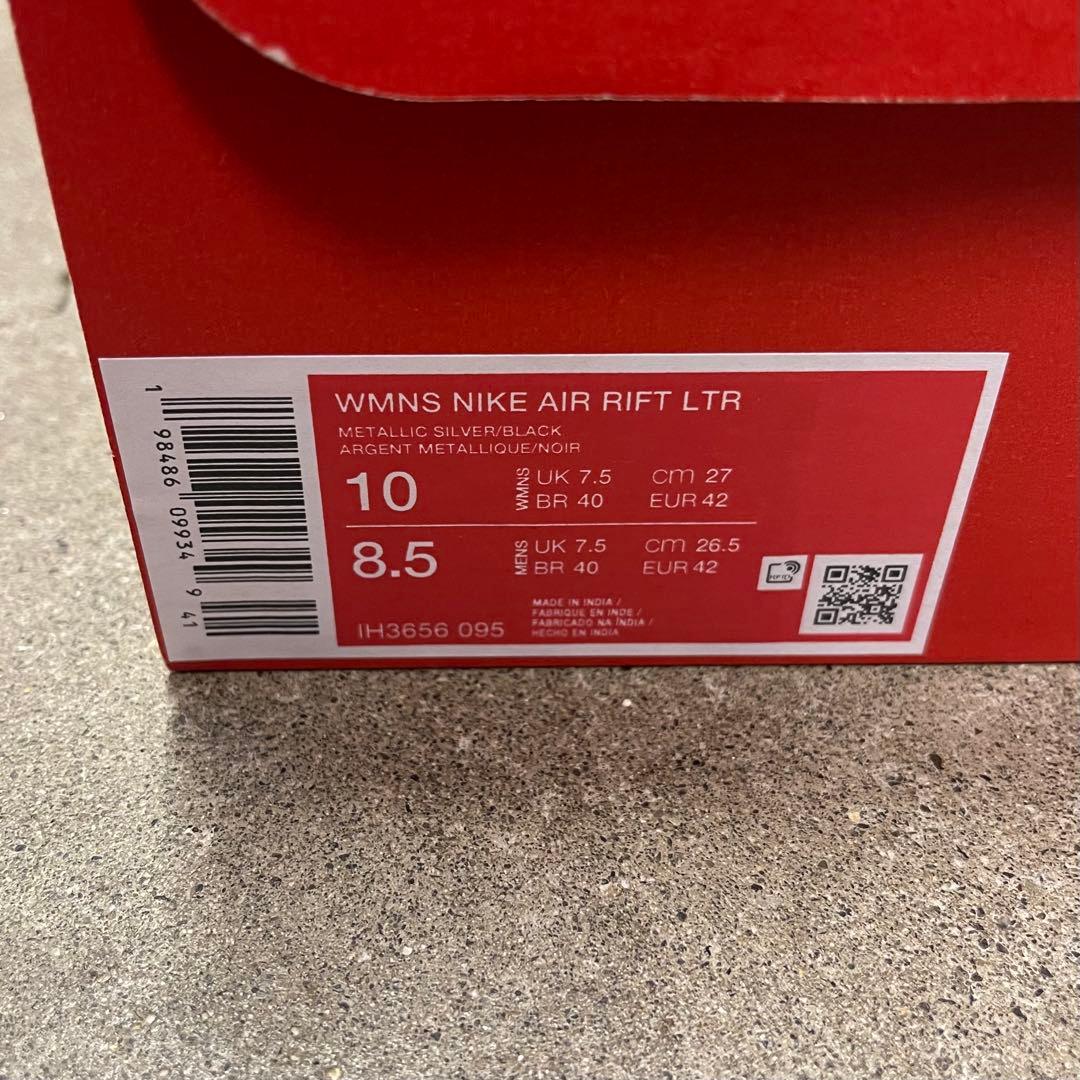 WMNS NIKE AIR RIFT LTR
METALLIC SILVER/BLACK
ARGENT METALLIQUE/NOIR
10 WMNS UK 7.5 cm 27
BR 40 EUR 42
8.5 MENS UK 7.5 cm 26.5
BR 40 EUR 42
MADE IN INDIA /
FABRIQUE EN INDE /
FABRICADO NA ÍNDIA /
HECHO EN INDIA
IH3656 095
RFID
1 98486 09934 9 41